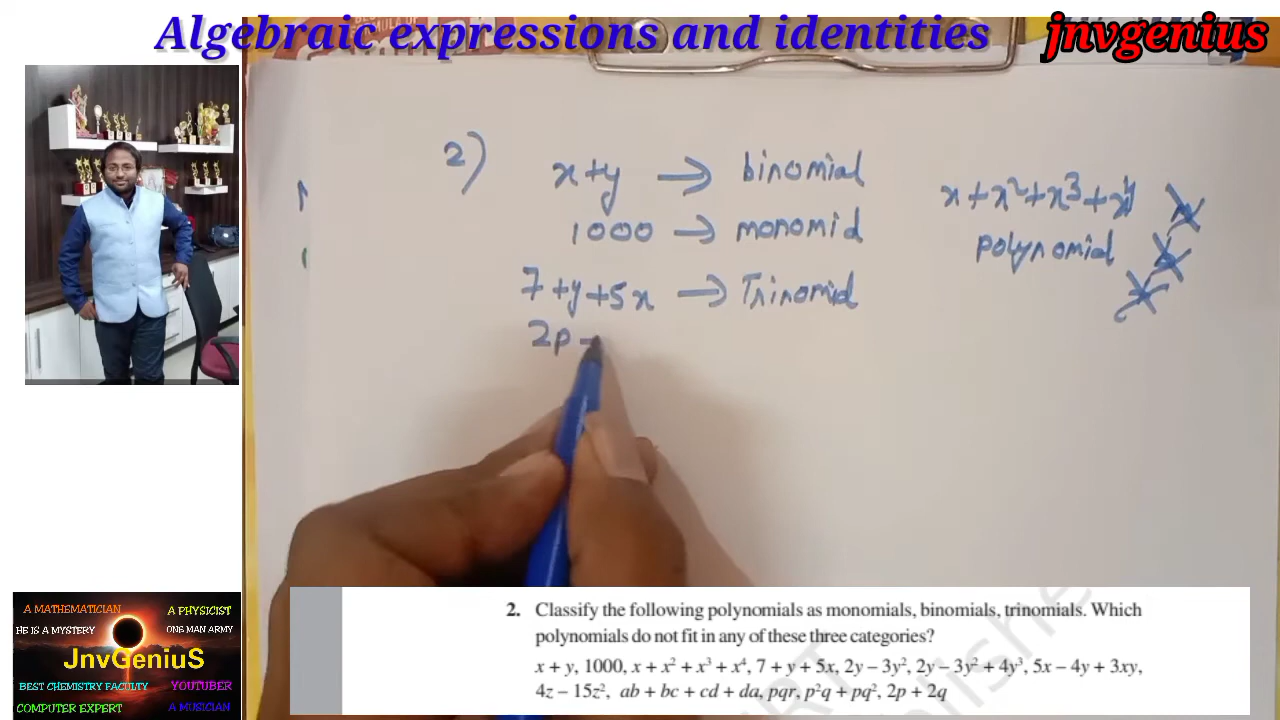 Algebraic expressions and identities
jnvgenius
2)
x+y → binomial
1000 → monomid
7+y+5x → Trinomid
2p -
x + x² + x³ + x⁴
polynomial
A MATHEMATICIAN
A PHYSICIST
HE IS A MYSTERY
ONE MAN ARMY
JnvGeniuS
BEST CHEMISTRY FACULTY
YOUTUBER
COMPUTER EXPERT
A MUSICIAN
2. Classify the following polynomials as monomials, binomials, trinomials. Which
polynomials do not fit in any of these three categories?
x + y, 1000, x + x² + x³ + x⁴, 7 + y + 5x, 2y – 3y², 2y – 3y² + 4y³, 5x – 4y + 3xy,
4z – 15z², ab + bc + cd + da, pqr, p²q + pq², 2p + 2q